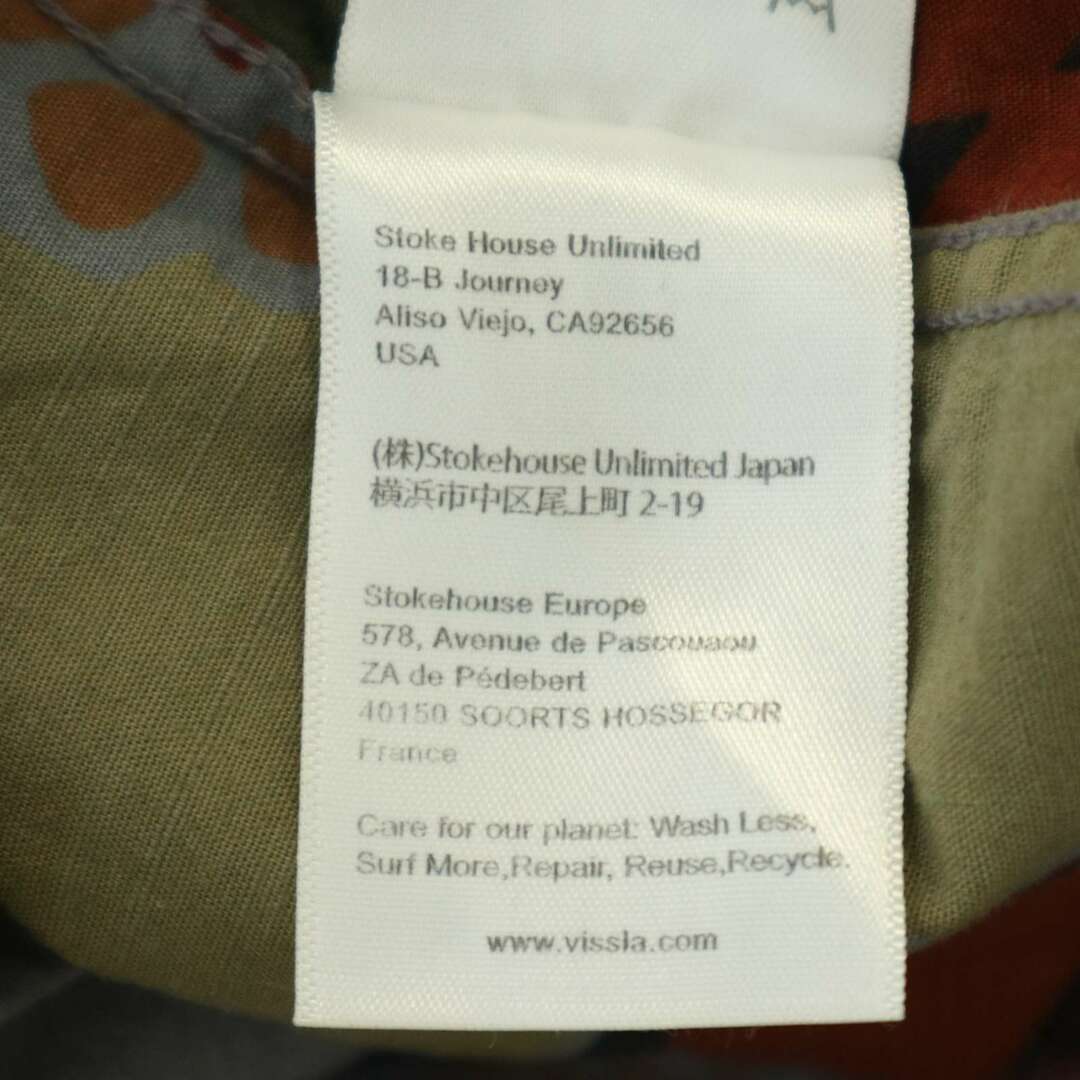 Stoke House Unlimited
18-B Journey
Aliso Viejo, CA92656
USA
(株)Stokehouse Unlimited Japan
横浜市中区尾上町 2-19
Stokehouse Europe
578, Avenue de Pascouaou
ZA de Pédebert
40150 SOORTS HOSSEGOR
France
Care for our planet: Wash Less,
Surf More,Repair, Reuse,Recycle.
www.vissla.com